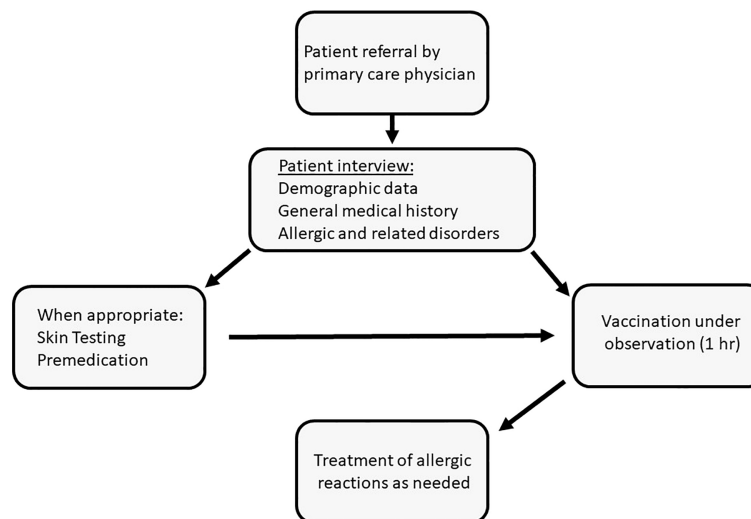 Patient referral by
primary care physician
Patient interview:
Demographic data
General medical history
Allergic and related disorders
When appropriate:
Skin Testing
Premedication
Vaccination under
observation (1 hr)
Treatment of allergic
reactions as needed